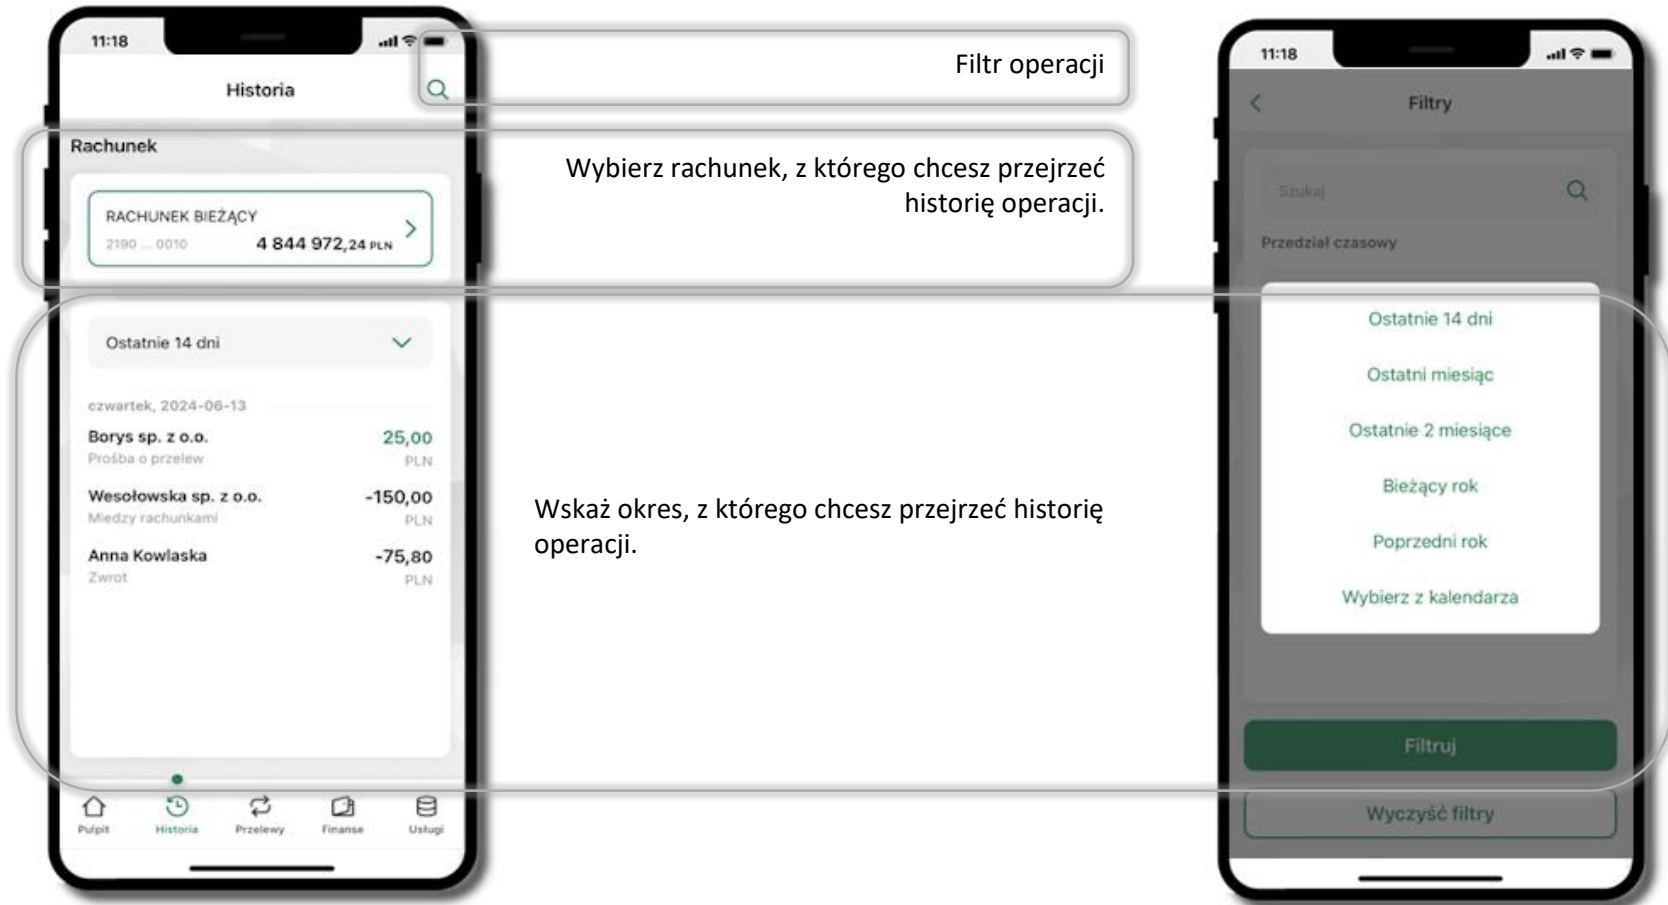 11:18
Historia
Rachunek
RACHUNEK BIEŻĄCY
2190 ... 0010 4 844 972,24 PLN
Ostatnie 14 dni
czwartek, 2024-06-13
Borys sp. z o.o. 25,00
Prośba o przelew PLN
Wesołowska sp. z o.o. -150,00
Miedzy rachunkami PLN
Anna Kowlaska -75,80
Zwrot PLN
Pulpit Historia Przelewy Finanse Usługi
Filtr operacji
Wybierz rachunek, z którego chcesz przejrzeć
historię operacji.
Wskaż okres, z którego chcesz przejrzeć historię
operacji.
11:18
Filtry
Szukaj
Przedział czasowy
Ostatnie 14 dni
Ostatni miesiąc
Ostatnie 2 miesiące
Bieżący rok
Poprzedni rok
Wybierz z kalendarza
Filtruj
Wyczyść filtry